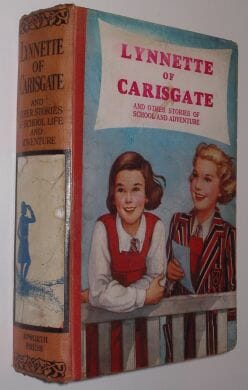 LYNNETTE
OF
CARISGATE
AND
OTHER STORIES
OF SCHOOL LIFE
AND
ADVENTURE
EPWORTH
PRESS
LYNNETTE
OF
CARISGATE
AND OTHER STORIES OF
SCHOOL AND ADVENTURE